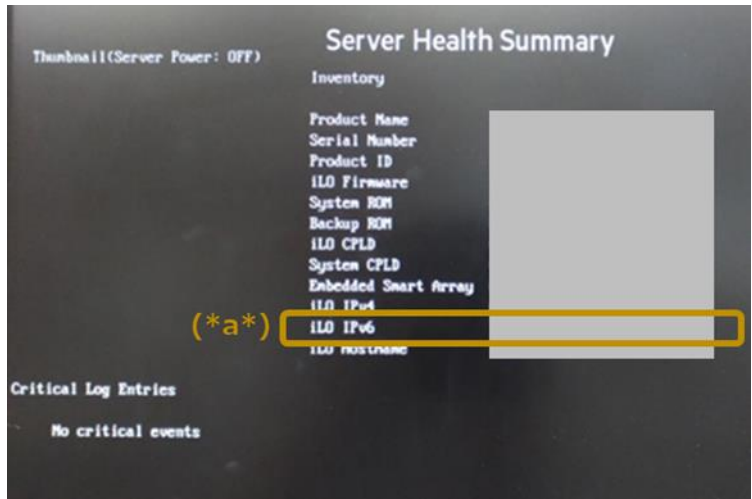 Thumbnail(Server Power: OFF)
Server Health Summary
Inventory
Product Name
Serial Number
Product ID
iLO Firmware
System ROM
Backup ROM
iLO CPLD
System CPLD
Embedded Smart Array
iLO IPv4
(*a*) iLO IPv6
iLO Hostname
Critical Log Entries
No critical events